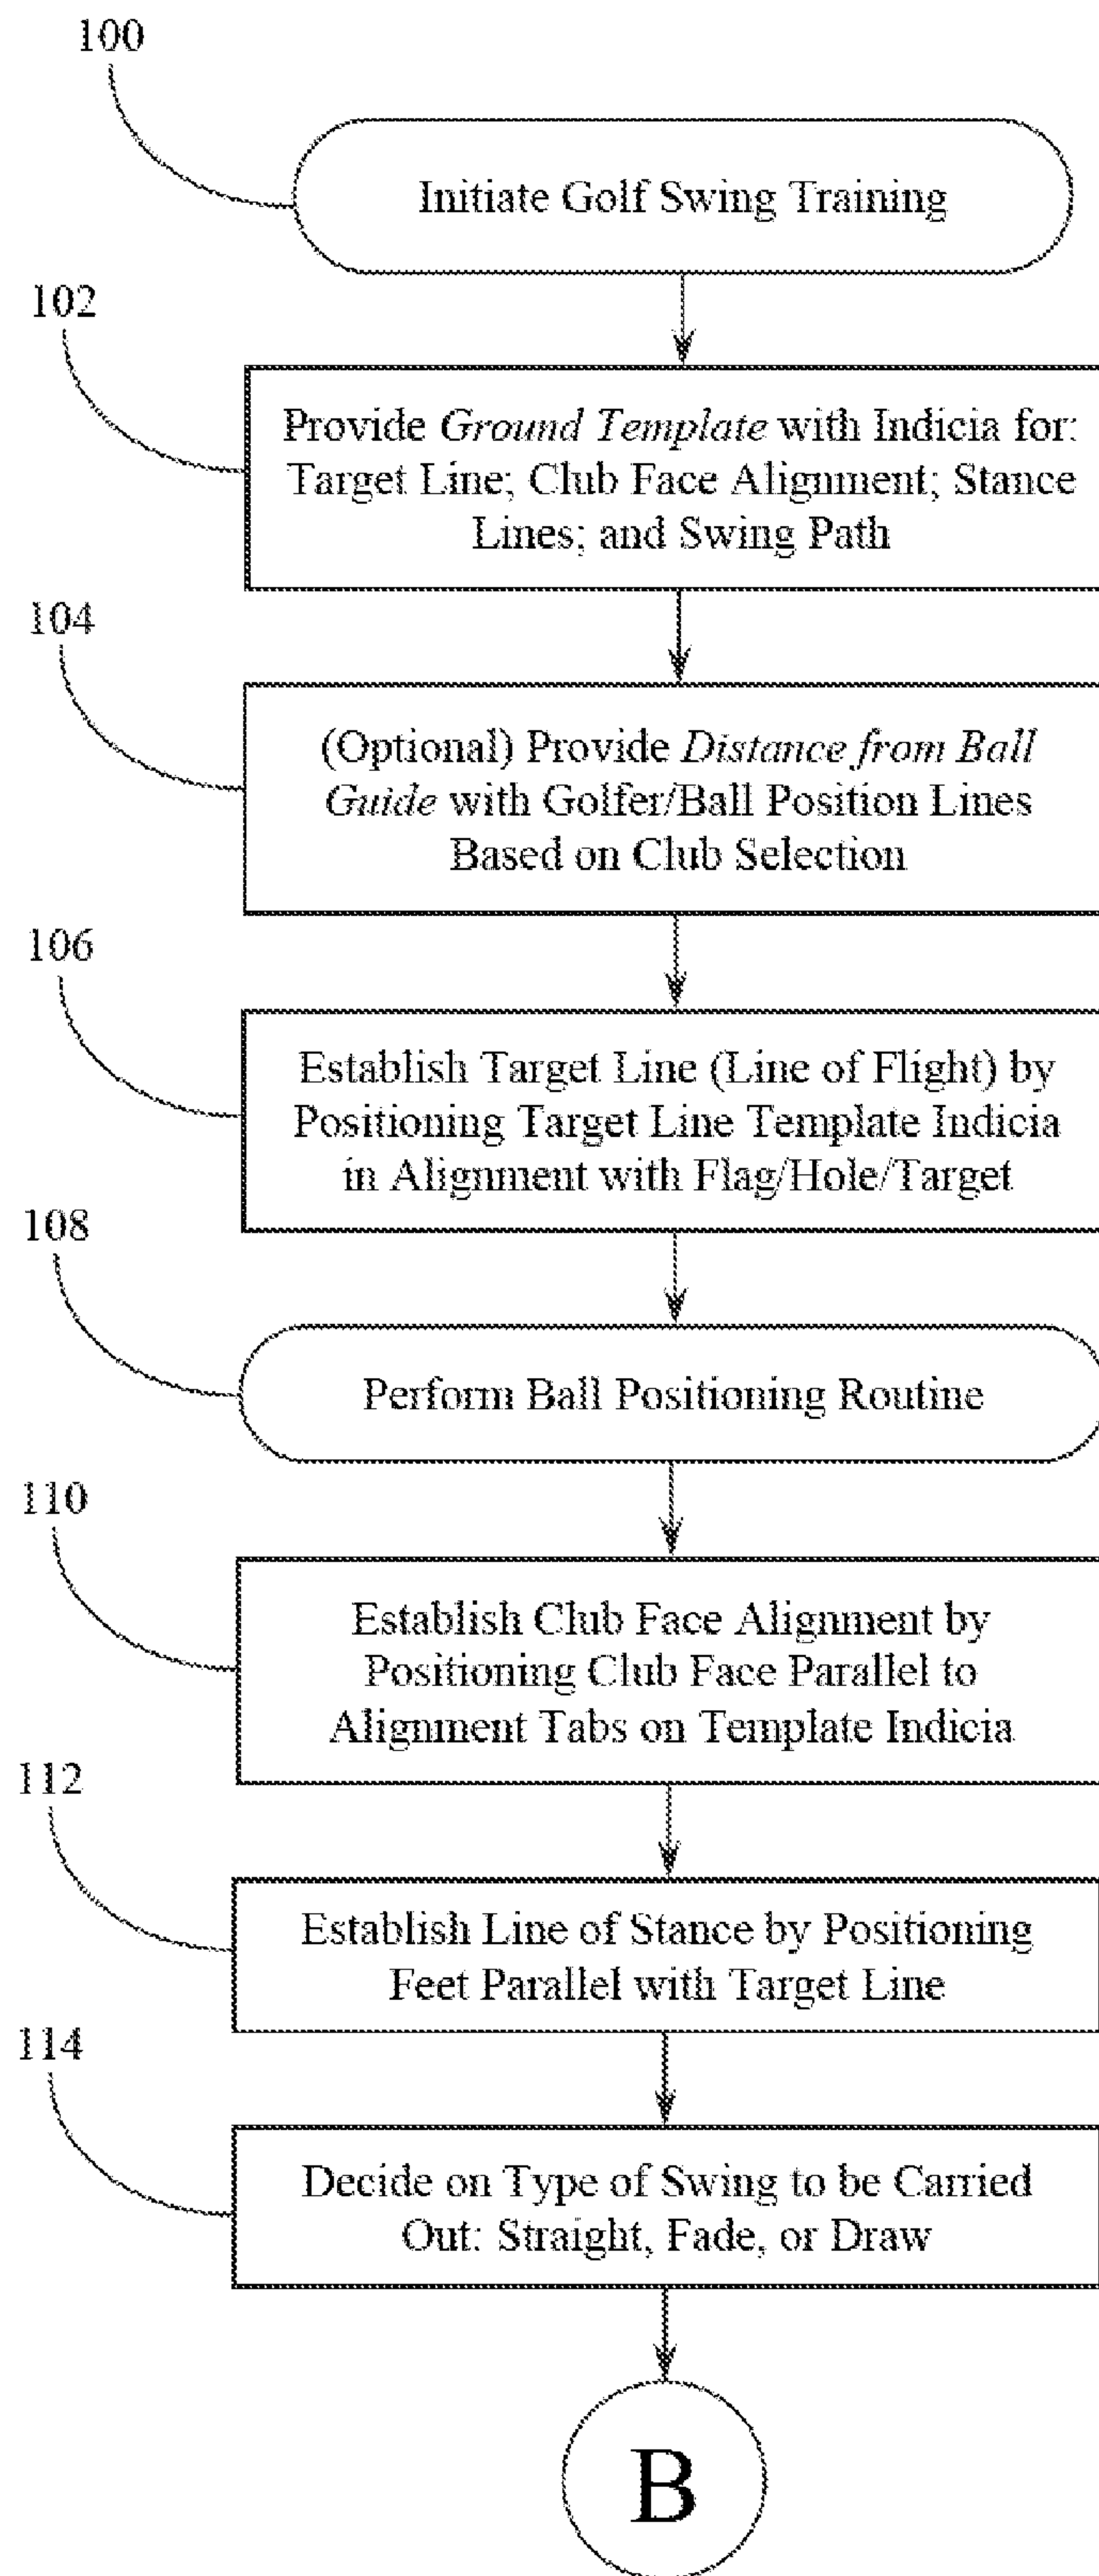 100
Initiate Golf Swing Training
102
Provide Ground Template with Indicia for:
Target Line; Club Face Alignment; Stance
Lines; and Swing Path
104
(Optional) Provide Distance from Ball
Guide with Golfer/Ball Position Lines
Based on Club Selection
106
Establish Target Line (Line of Flight) by
Positioning Target Line Template Indicia
in Alignment with Flag/Hole/Target
108
Perform Ball Positioning Routine
110
Establish Club Face Alignment by
Positioning Club Face Parallel to
Alignment Tabs on Template Indicia
112
Establish Line of Stance by Positioning
Feet Parallel with Target Line
114
Decide on Type of Swing to be Carried
Out: Straight, Fade, or Draw
B